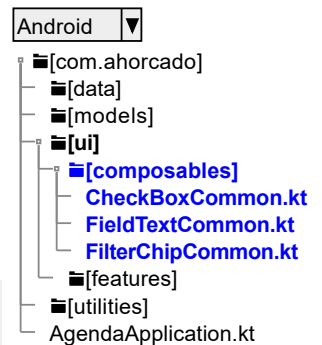 Android
[com.ahorcado]
[data]
[models]
[ui]
[composables]
CheckBoxCommon.kt
FieldTextCommon.kt
FilterChipCommon.kt
[features]
[utilities]
AgendaApplication.kt